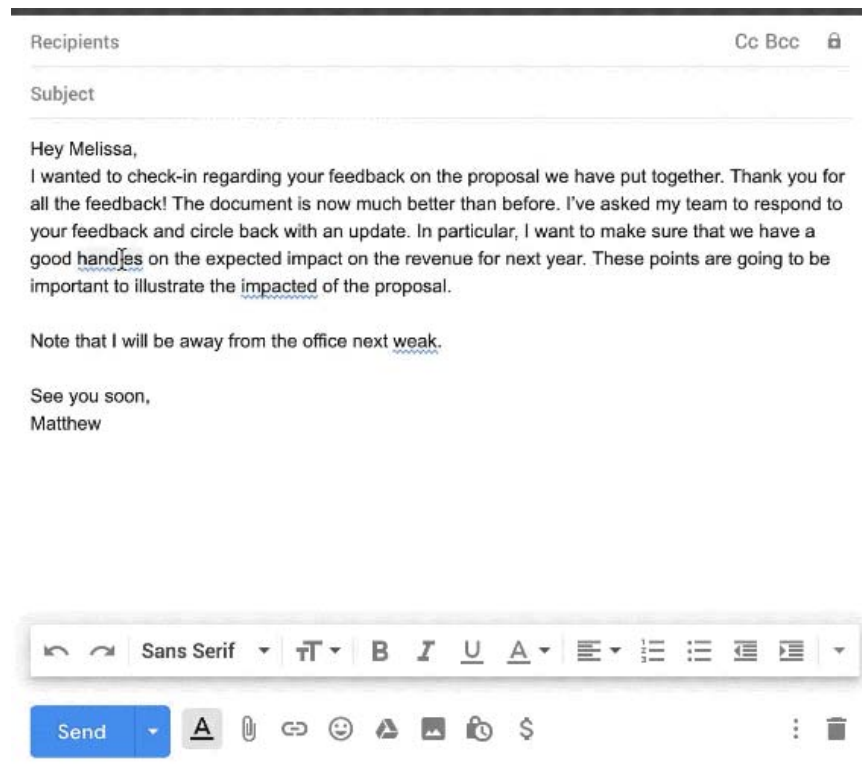 Recipients Cc Bcc
Subject
Hey Melissa,
I wanted to check-in regarding your feedback on the proposal we have put together. Thank you for
all the feedback! The document is now much better than before. I've asked my team to respond to
your feedback and circle back with an update. In particular, I want to make sure that we have a
good handles on the expected impact on the revenue for next year. These points are going to be
important to illustrate the impacted of the proposal.
Note that I will be away from the office next weak.
See you soon,
Matthew
Sans Serif
Send